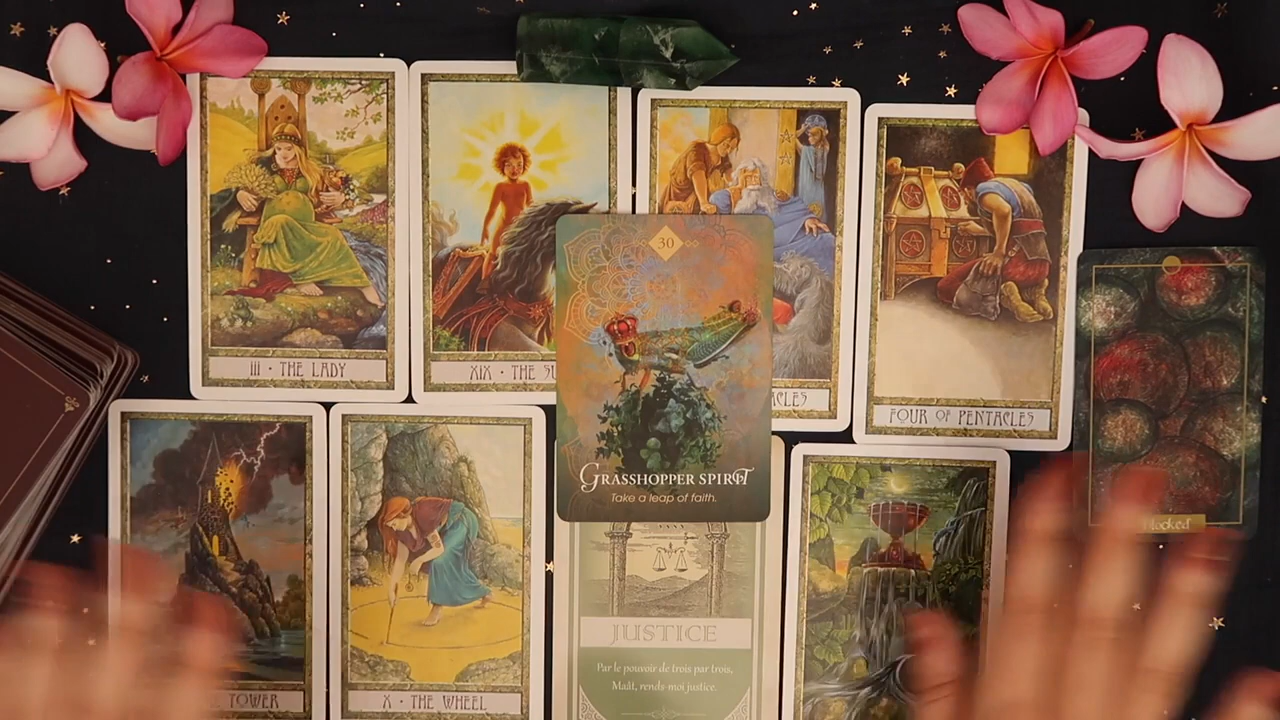 III • THE LADY
XIX • THE SU
ACLES
FOUR OF PENTACLES
30
GRASSHOPPER SPIRIT
Take a leap of faith.
blocked
TOWER
X • THE WHEEL
JUSTICE
Par le pouvoir de trois par trois,
Maât, rends-moi justice.